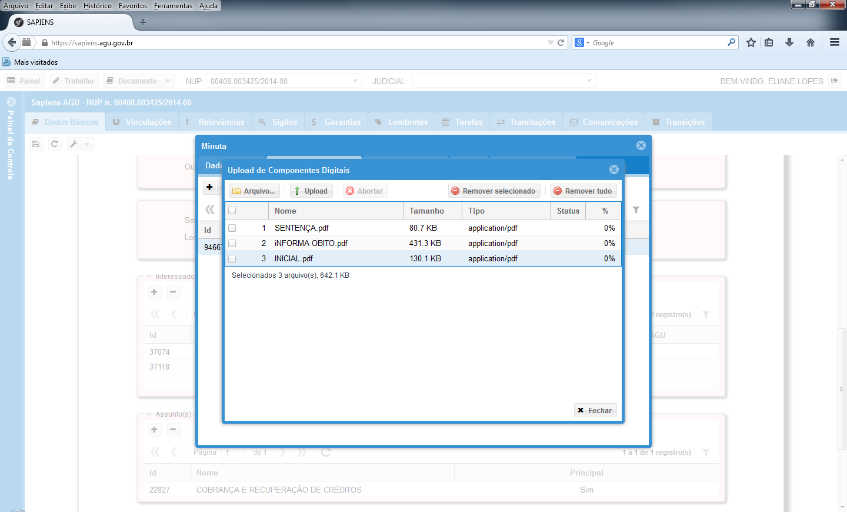 Arquivo Editar Exibir Histórico Favoritos Ferramentas Ajuda
SAPIENS
https://sapiens.agu.gov.br
Google
Mais visitados
Painel Trabalho Documento NUP: 00408.003425/2014-00 JUDICIAL: BEM-VINDO, ELIANE LOPES
Painel de Controle
Sapiens AGU - NUP n. 00408.003425/2014-00
Dados Básicos Vinculações Relevâncias Sigilos Garantias Lembretes Tarefas Tramitações Comunicações Transições
Minuta
Dado
Upload de Componentes Digitais
Arquivo... Upload Abortar Remover selecionado Remover tudo
Nome Tamanho Tipo Status %
1 SENTENÇA.pdf 80.7 KB application/pdf 0%
2 iNFORMA OBITO.pdf 431.3 KB application/pdf 0%
3 INICIAL.pdf 130.1 KB application/pdf 0%
Selecionados 3 arquivo(s), 642.1 KB
Fechar
Id
9466
Ou
Se
Lo
Interessado
registro(s)
Id AGU
37074
37118
Assunto(s)
Página 1 de 1 1 a 1 de 1 registro(s)
Id Nome Principal
22827 COBRANÇA E RECUPERAÇÃO DE CRÉDITOS Sim